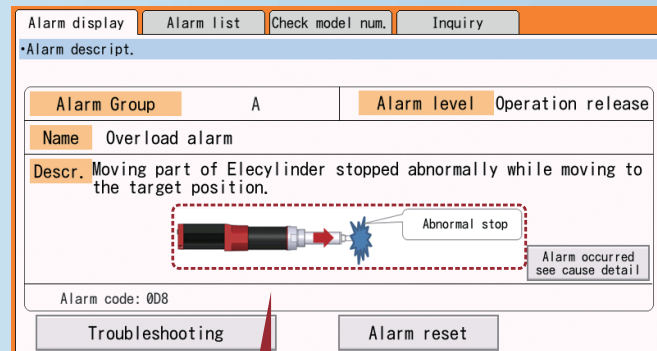 Alarm display Alarm list Check model num. Inquiry
•Alarm descript.
Alarm Group A Alarm level Operation release
Name Overload alarm
Descr. Moving part of Elecylinder stopped abnormally while moving to
the target position.
Abnormal stop
Alarm occurred
see cause detail
Alarm code: 0D8
Troubleshooting Alarm reset